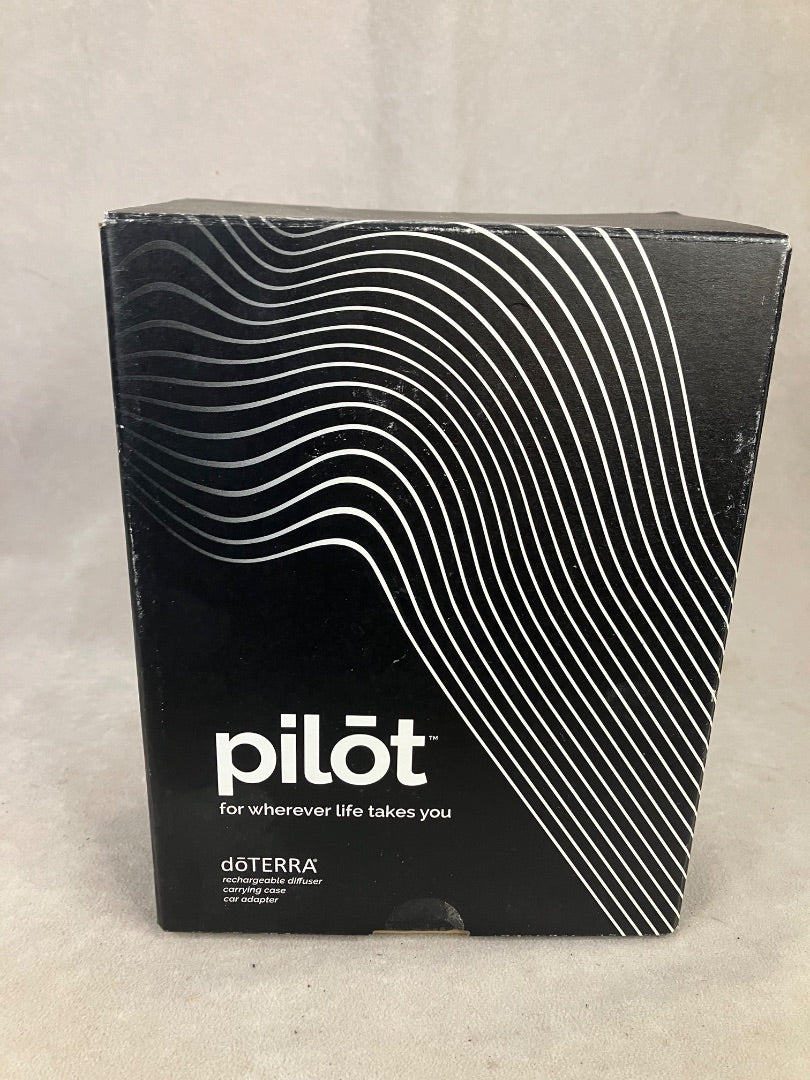 pilōt™
for wherever life takes you
dōTERRA®
rechargeable diffuser
carrying case
car adapter